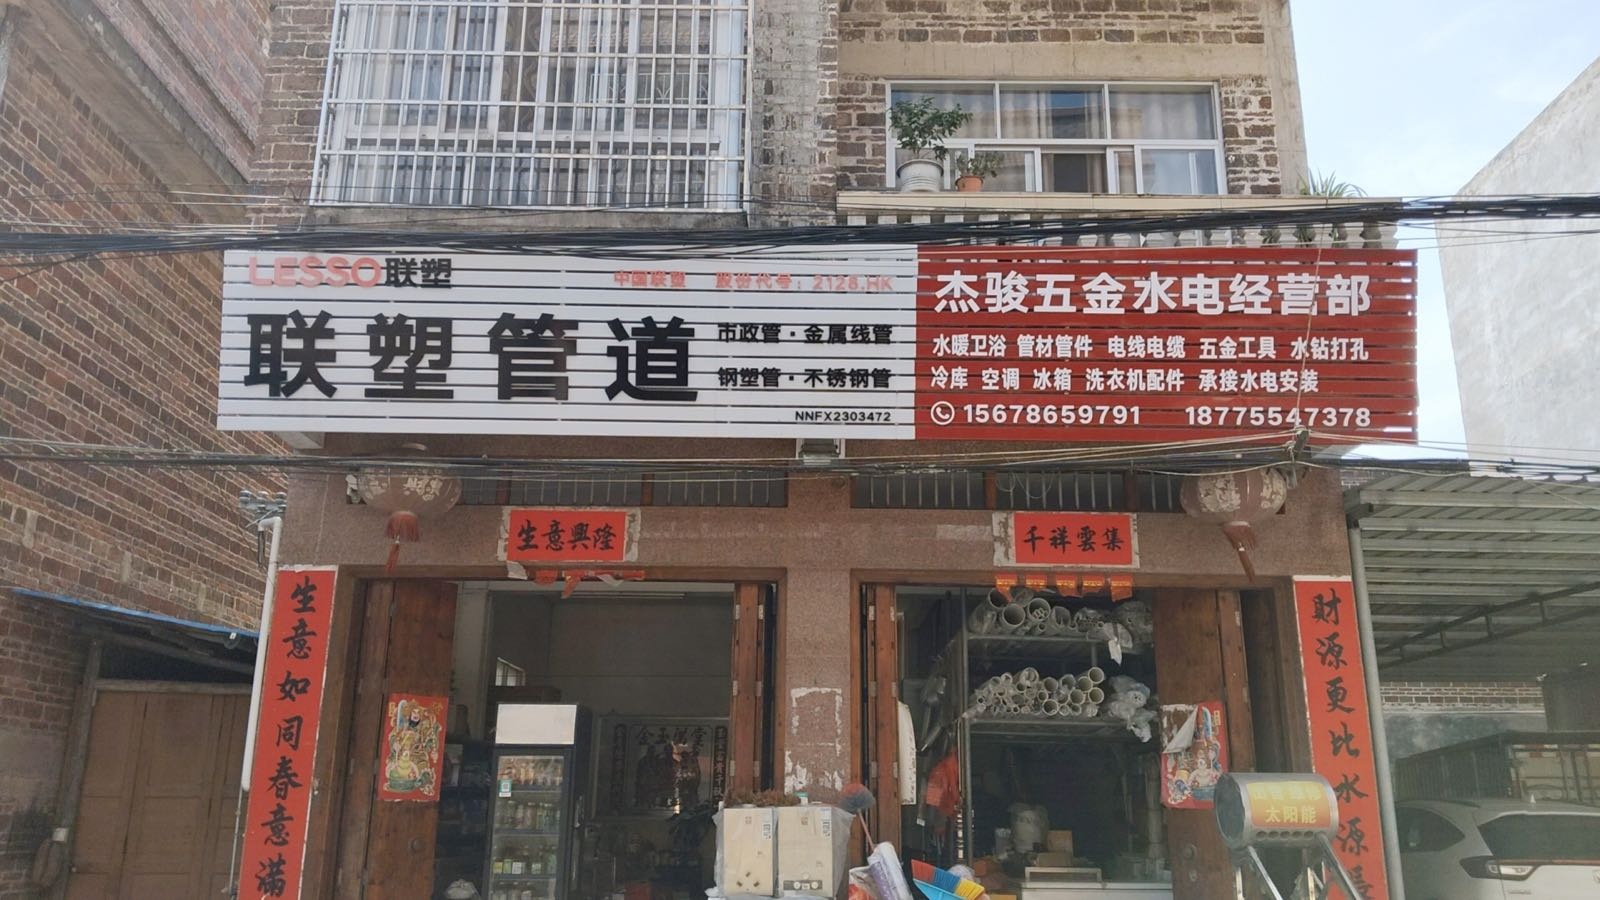 LESSO联塑
中国联塑 股份代号：2128.HK
联塑管道
市政管·金属线管
钢塑管·不锈钢管
NNFX2303472
杰骏五金水电经营部
水暖卫浴 管材管件 电线电缆 五金工具 水钻打孔
冷库 空调 冰箱 洗衣机配件 承接水电安装
15678659791 18775547378
生意興隆
千祥雲集
生意如同春意满
财源更比水源長
太阳能